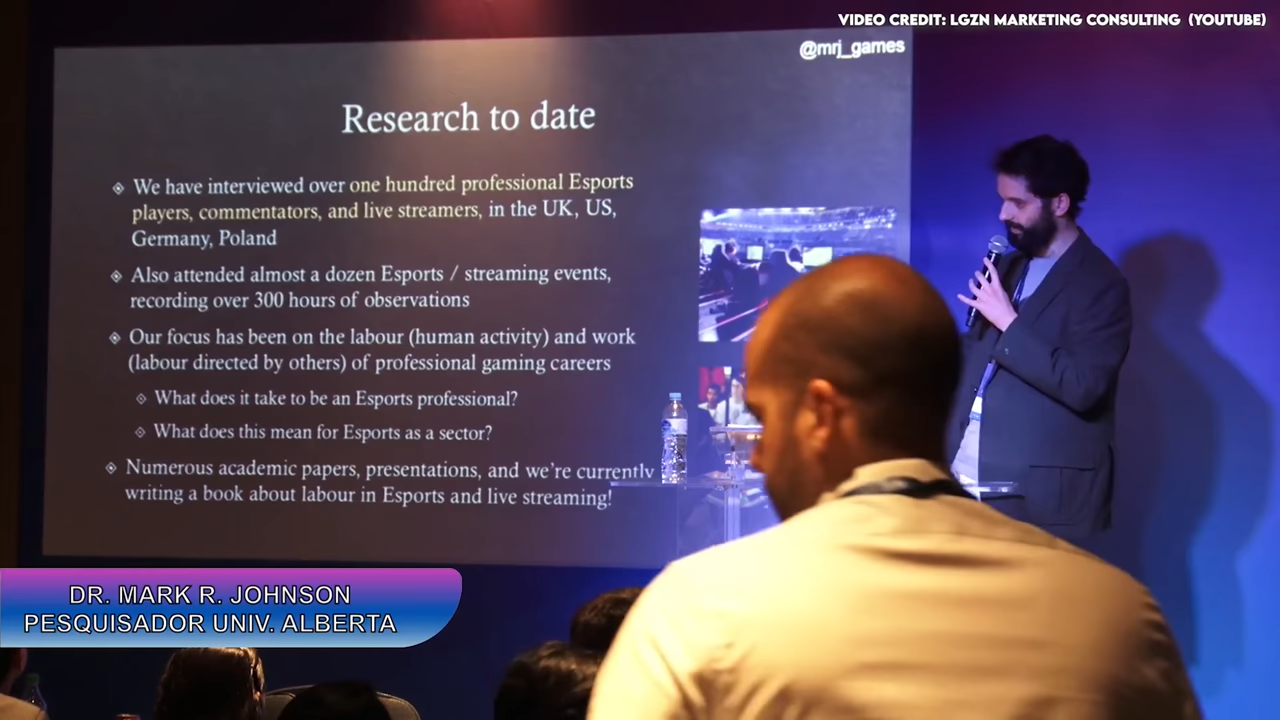 VIDEO CREDIT: LGZN MARKETING CONSULTING (YOUTUBE)
@mrj_games
Research to date
We have interviewed over one hundred professional Esports
players, commentators, and live streamers, in the UK, US,
Germany, Poland
Also attended almost a dozen Esports / streaming events,
recording over 300 hours of observations
Our focus has been on the labour (human activity) and work
(labour directed by others) of professional gaming careers
What does it take to be an Esports professional?
What does this mean for Esports as a sector?
Numerous academic papers, presentations, and we're currently
writing a book about labour in Esports and live streaming!
DR. MARK R. JOHNSON
PESQUISADOR UNIV. ALBERTA